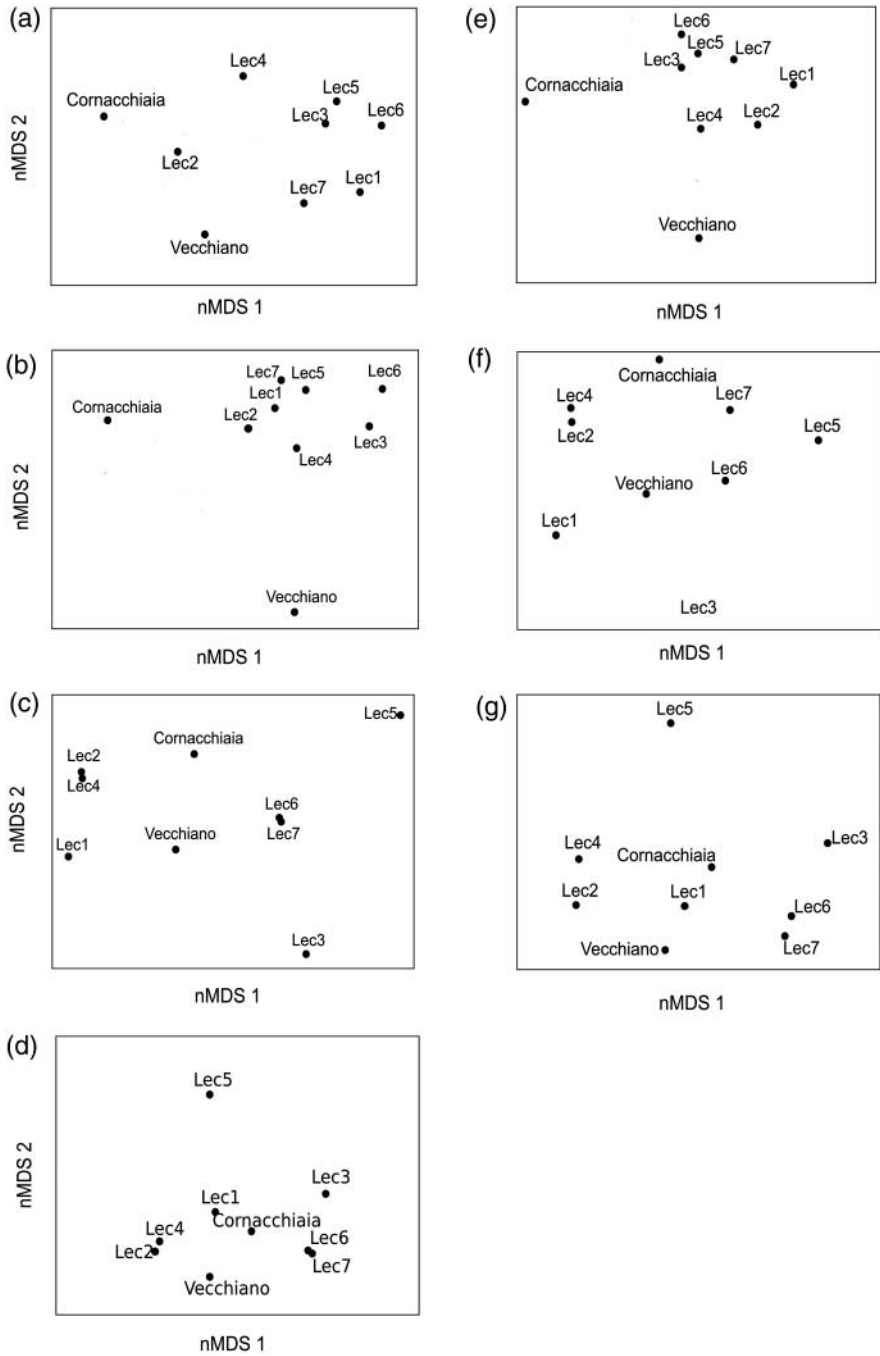 (a)
Lec4
Cornacchiaia
Lec5
Lec3
Lec6
Lec2
Lec7
Lec1
Vecchiano
nMDS 2
nMDS 1
(b)
Lec7
Lec5
Lec6
Cornacchiaia
Lec1
Lec2
Lec3
Lec4
Vecchiano
nMDS 2
nMDS 1
(c)
Lec5
Cornacchiaia
Lec2
Lec4
Lec6
Lec7
Vecchiano
Lec1
Lec3
nMDS 2
nMDS 1
(d)
Lec5
Lec3
Lec1
Cornacchiaia
Lec4
Lec2
Lec6
Lec7
Vecchiano
nMDS 2
nMDS 1
(e)
Lec6
Lec5
Lec7
Lec3
Lec1
Cornacchiaia
Lec4
Lec2
Vecchiano
nMDS 1
(f)
Cornacchiaia
Lec4
Lec7
Lec2
Lec5
Lec6
Vecchiano
Lec1
Lec3
nMDS 1
(g)
Lec5
Lec4
Lec3
Cornacchiaia
Lec2
Lec1
Lec6
Lec7
Vecchiano
nMDS 1